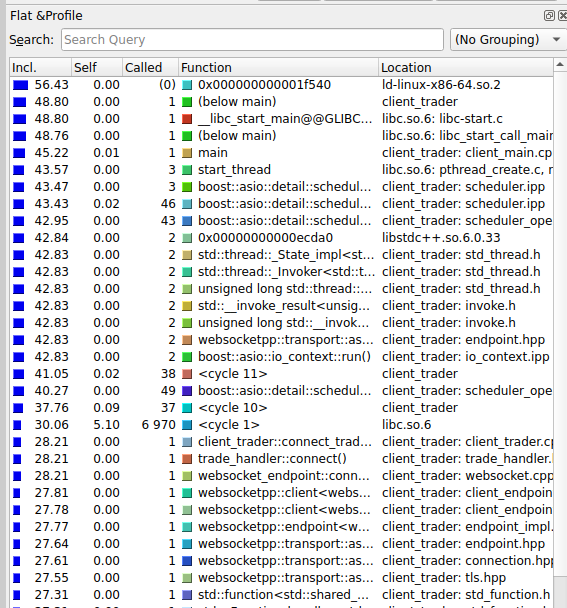 Flat &Profile
Search: Search Query (No Grouping)
Incl. Self Called Function Location
56.43 0.00 (0) 0x000000000001f540 ld-linux-x86-64.so.2
48.80 0.00 1 (below main) client_trader
48.80 0.00 1 __libc_start_main@@GLIBC... libc.so.6: libc-start.c
48.76 0.00 1 (below main) libc.so.6: libc_start_call_mair
45.22 0.01 1 main client_trader: client_main.cp
43.57 0.00 3 start_thread libc.so.6: pthread_create.c, r
43.47 0.00 3 boost::asio::detail::schedul... client_trader: scheduler.ipp
43.43 0.02 46 boost::asio::detail::schedul... client_trader: scheduler.ipp
42.95 0.00 43 boost::asio::detail::schedul... client_trader: scheduler_ope
42.84 0.00 2 0x00000000000ecda0 libstdc++.so.6.0.33
42.83 0.00 2 std::thread::_State_impl<st... client_trader: std_thread.h
42.83 0.00 2 std::thread::_Invoker<std::t... client_trader: std_thread.h
42.83 0.00 2 unsigned long std::thread::... client_trader: std_thread.h
42.83 0.00 2 std::__invoke_result<unsig... client_trader: invoke.h
42.83 0.00 2 unsigned long std::__invok... client_trader: invoke.h
42.83 0.00 2 websocketpp::transport::as... client_trader: endpoint.hpp
42.83 0.00 2 boost::asio::io_context::run() client_trader: io_context.ipp
41.05 0.02 38 <cycle 11> client_trader
40.27 0.00 49 boost::asio::detail::schedul... client_trader: scheduler_ope
37.76 0.09 37 <cycle 10> client_trader
30.06 5.10 6 970 <cycle 1> libc.so.6
28.21 0.00 1 client_trader::connect_trad... client_trader: client_trader.c
28.21 0.00 1 trade_handler::connect() client_trader: trade_handler.
28.21 0.00 1 websocket_endpoint::conn... client_trader: websocket.cpp
27.81 0.00 1 websocketpp::client<webs... client_trader: client_endpoin
27.78 0.00 1 websocketpp::client<webs... client_trader: client_endpoin
27.77 0.00 1 websocketpp::endpoint<w... client_trader: endpoint_impl.
27.64 0.00 1 websocketpp::transport::as... client_trader: endpoint.hpp
27.61 0.00 1 websocketpp::transport::as... client_trader: connection.hpp
27.55 0.00 1 websocketpp::transport::as... client_trader: tls.hpp
27.31 0.00 1 std::function<std::shared_... client_trader: std_function.h